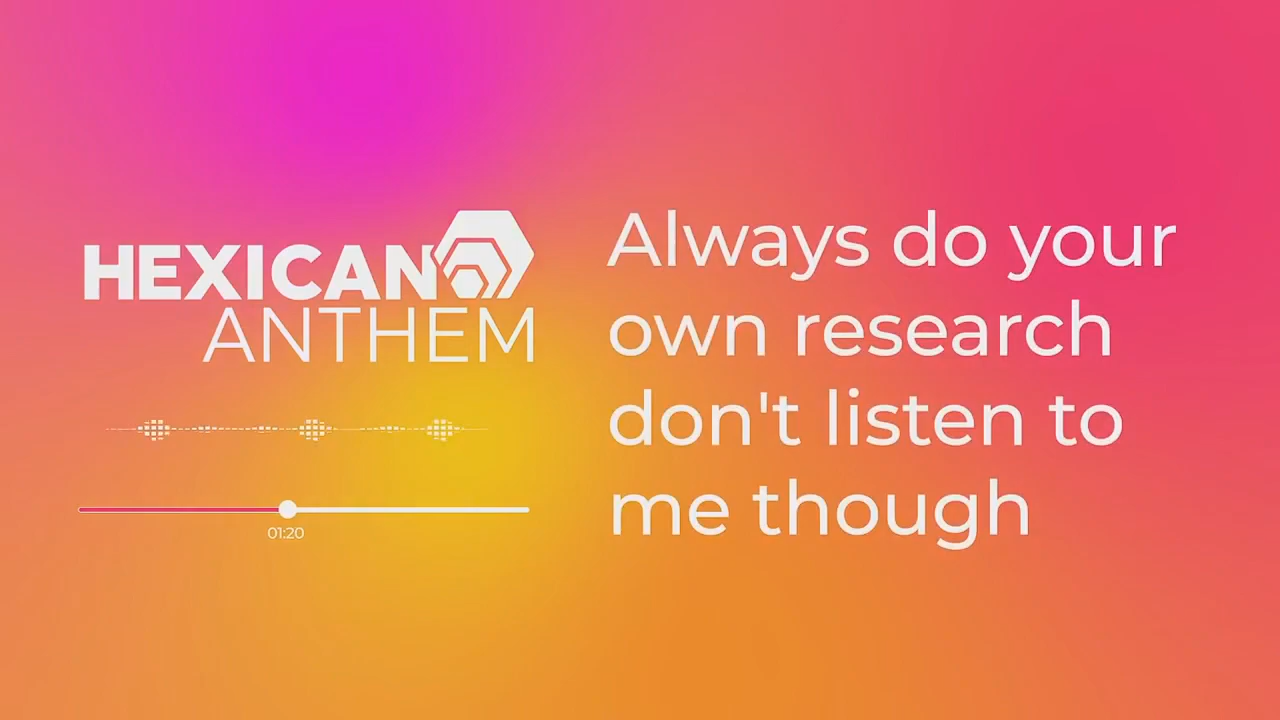 HEXICAN
ANTHEM
01:20
Always do your
own research
don't listen to
me though